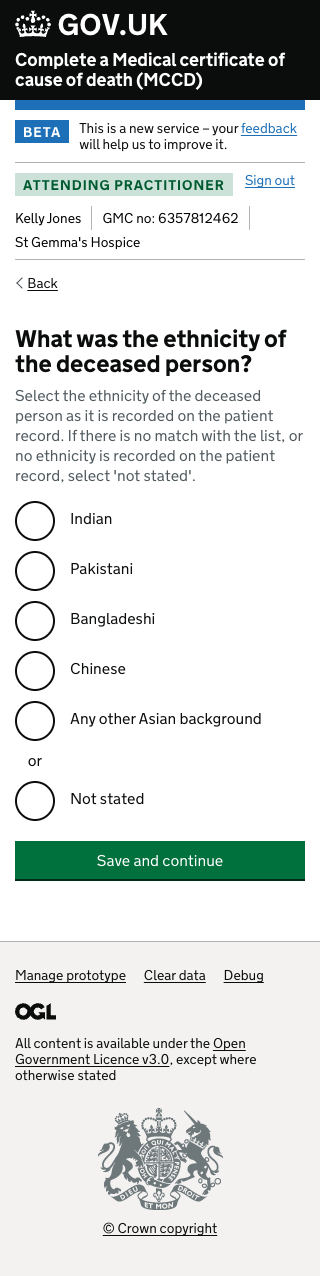 GOV.UK
Complete a Medical certificate of
cause of death (MCCD)
BETA
This is a new service – your feedback
will help us to improve it.
ATTENDING PRACTITIONER
Sign out
Kelly Jones
GMC no: 6357812462
St Gemma's Hospice
Back
What was the ethnicity of
the deceased person?
Select the ethnicity of the deceased
person as it is recorded on the patient
record. If there is no match with the list, or
no ethnicity is recorded on the patient
record, select 'not stated'.
Indian
Pakistani
Bangladeshi
Chinese
Any other Asian background
or
Not stated
Save and continue
Manage prototype Clear data Debug
OGL
All content is available under the Open
Government Licence v3.0, except where
otherwise stated
DIEU ET MON DROIT
© Crown copyright